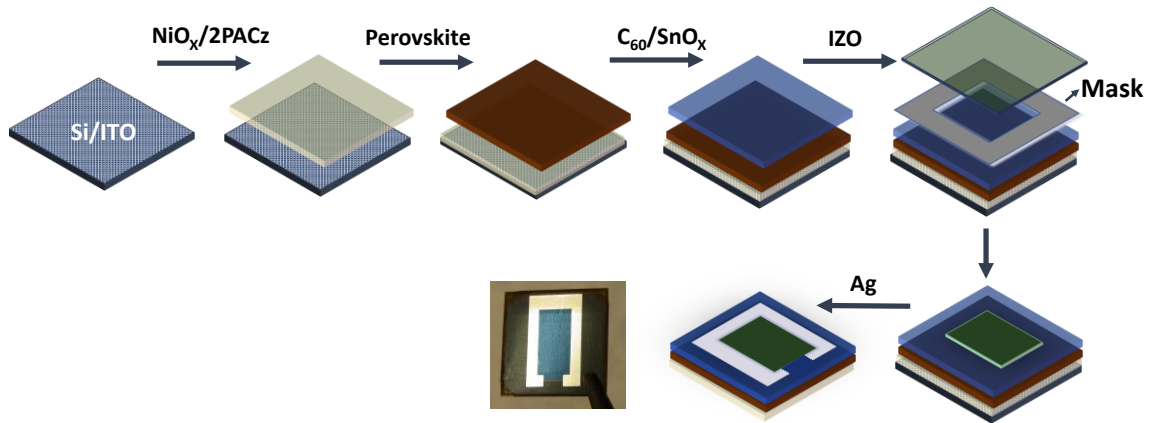 NiOX/2PACz
Perovskite
C60/SnOX
IZO
Si/ITO
Mask
Ag